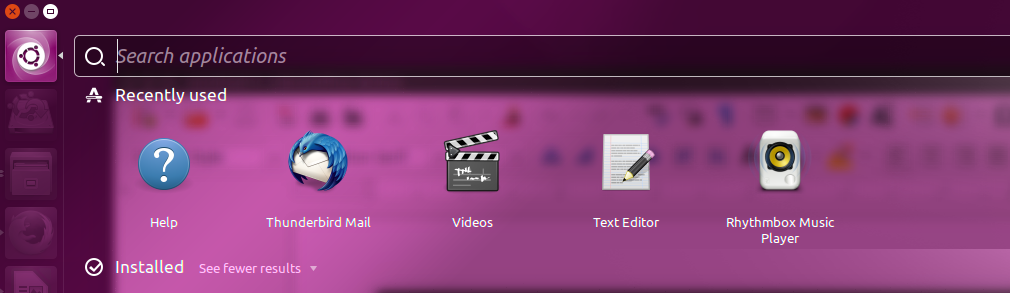 Search applications
Recently used
Help
Thunderbird Mail
Videos
Text Editor
Rhythmbox Music
Player
Installed See fewer results